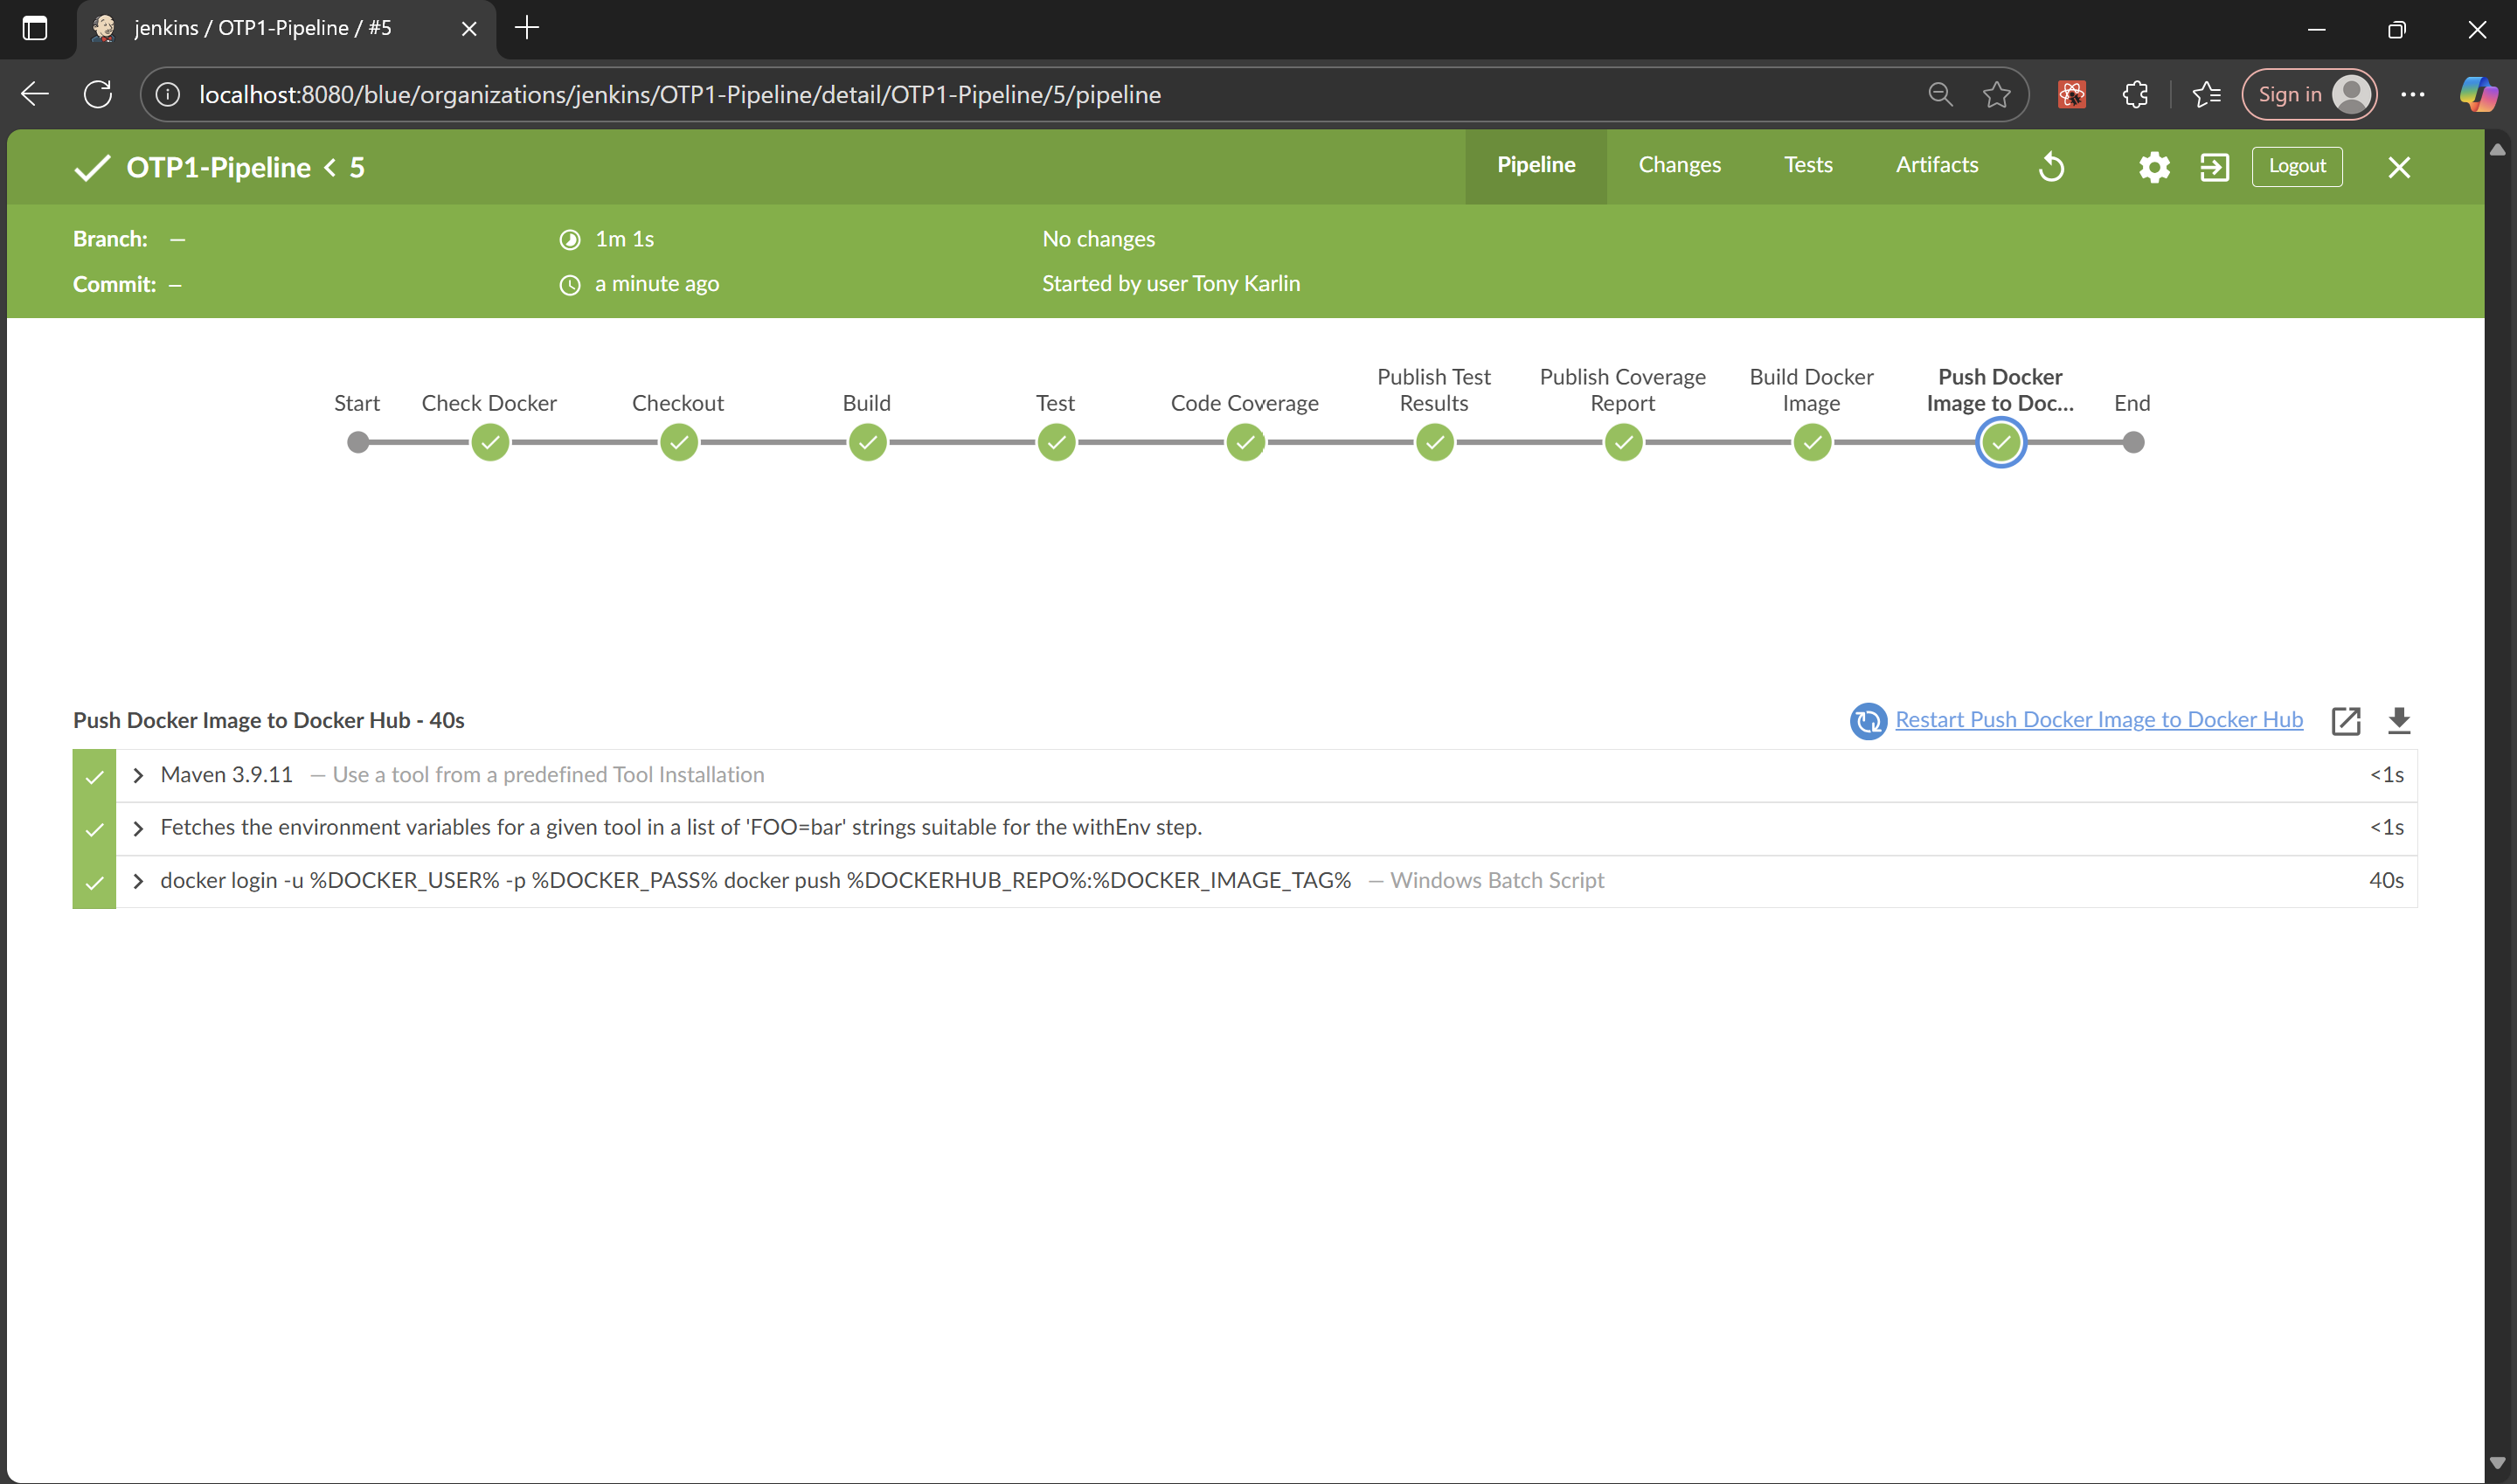 jenkins / OTP1-Pipeline / #5
localhost:8080/blue/organizations/jenkins/OTP1-Pipeline/detail/OTP1-Pipeline/5/pipeline
Sign in
OTP1-Pipeline < 5
Pipeline
Changes
Tests
Artifacts
Logout
Branch: —
1m 1s
No changes
Commit: —
a minute ago
Started by user Tony Karlin
Start
Check Docker
Checkout
Build
Test
Code Coverage
Publish Test
Results
Publish Coverage
Report
Build Docker
Image
Push Docker
Image to Doc...
End
Push Docker Image to Docker Hub - 40s
Restart Push Docker Image to Docker Hub
Maven 3.9.11 — Use a tool from a predefined Tool Installation <1s
Fetches the environment variables for a given tool in a list of 'FOO=bar' strings suitable for the withEnv step. <1s
docker login -u %DOCKER_USER% -p %DOCKER_PASS% docker push %DOCKERHUB_REPO%:%DOCKER_IMAGE_TAG% — Windows Batch Script 40s